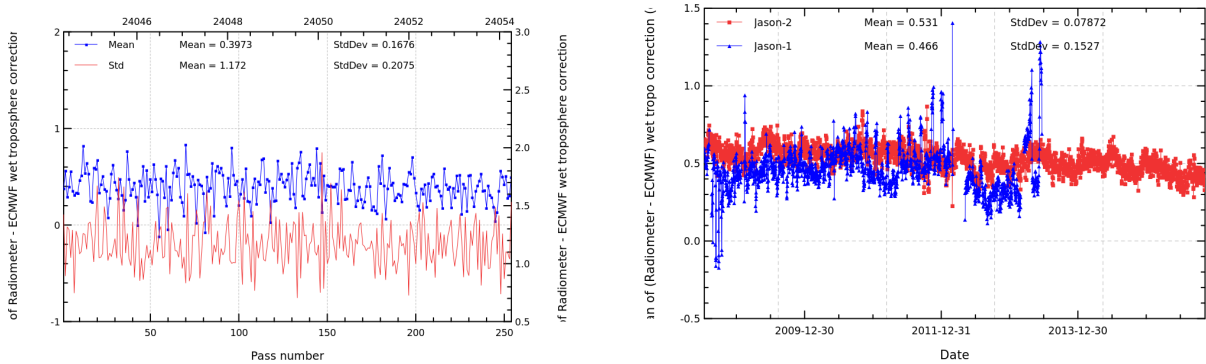 24046 24048 24050 24052 24054
of Radiometer - ECMWF wet troposphere correction
2
1
0
-1
Mean Mean = 0.3973 StdDev = 0.1676
Std Mean = 1.172 StdDev = 0.2075
3.0
2.5
2.0
1.5
1.0
0.5
of Radiometer - ECMWF wet troposphere correction
50 100 150 200 250
Pass number
an of (Radiometer - ECMWF) wet tropo correction (
1.5
1.0
0.5
0.0
-0.5
Jason-2 Mean = 0.531 StdDev = 0.07872
Jason-1 Mean = 0.466 StdDev = 0.1527
2009-12-30 2011-12-31 2013-12-30
Date